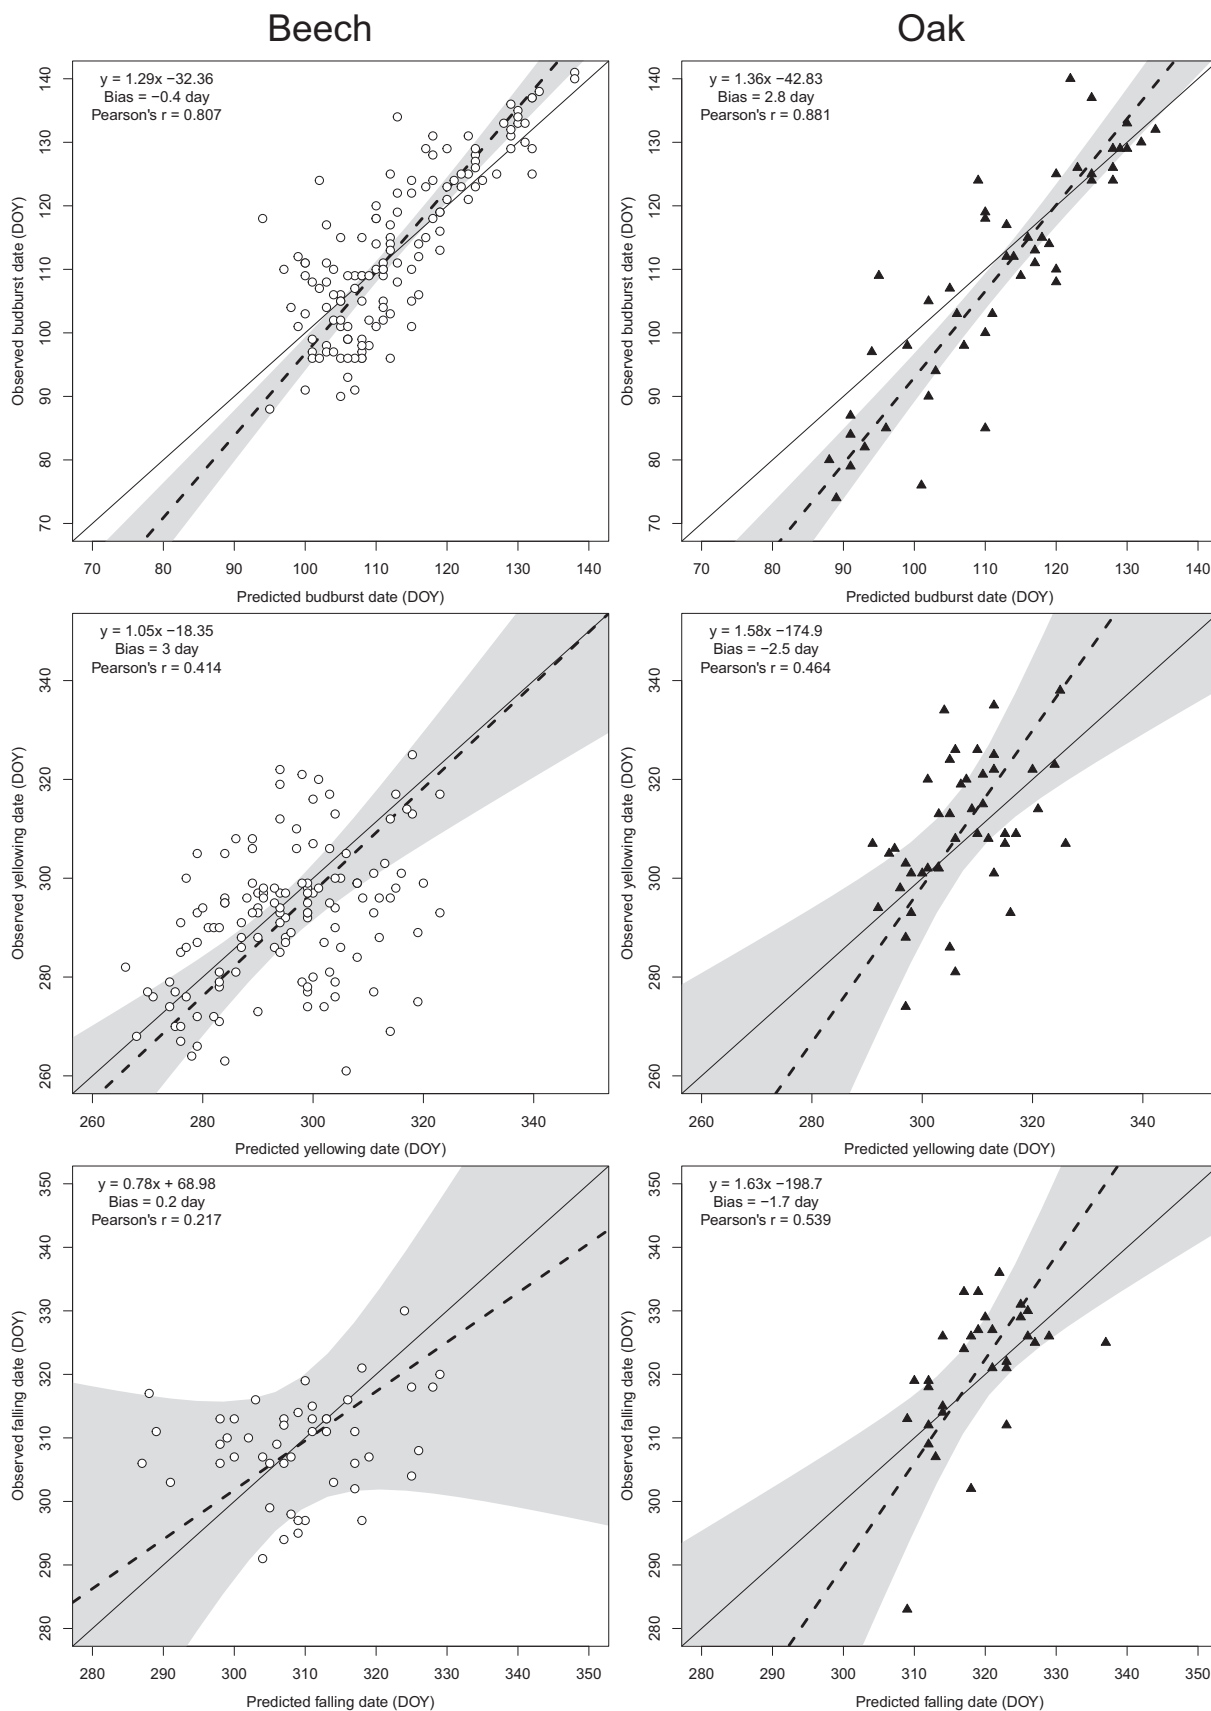 Beech
Oak
y = 1.29x −32.36
Bias = −0.4 day
Pearson's r = 0.807
Observed budburst date (DOY)
140
130
120
110
100
90
80
70
70 80 90 100 110 120 130 140
Predicted budburst date (DOY)
y = 1.36x −42.83
Bias = 2.8 day
Pearson's r = 0.881
Observed budburst date (DOY)
140
130
120
110
100
90
80
70
70 80 90 100 110 120 130 140
Predicted budburst date (DOY)
y = 1.05x −18.35
Bias = 3 day
Pearson's r = 0.414
Observed yellowing date (DOY)
340
320
300
280
260
260 280 300 320 340
Predicted yellowing date (DOY)
y = 1.58x −174.9
Bias = −2.5 day
Pearson's r = 0.464
Observed yellowing date (DOY)
340
320
300
280
260
260 280 300 320 340
Predicted yellowing date (DOY)
y = 0.78x + 68.98
Bias = 0.2 day
Pearson's r = 0.217
Observed falling date (DOY)
350
340
330
320
310
300
290
280
280 290 300 310 320 330 340 350
Predicted falling date (DOY)
y = 1.63x −198.7
Bias = −1.7 day
Pearson's r = 0.539
Observed falling date (DOY)
350
340
330
320
310
300
290
280
280 290 300 310 320 330 340 350
Predicted falling date (DOY)